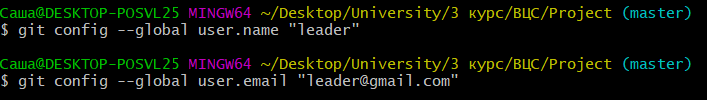 Саша@DESKTOP-POSVL25 MINGW64 ~/Desktop/University/3 курс/ВЦС/Project (master)
$ git config --global user.name "leader"
Саша@DESKTOP-POSVL25 MINGW64 ~/Desktop/University/3 курс/ВЦС/Project (master)
$ git config --global user.email "leader@gmail.com"